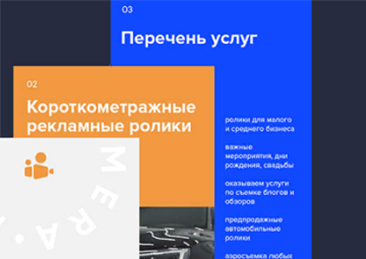 03
Перечень услуг
02
Короткометражные
рекламные ролики
ролики для малого
и среднего бизнеса
важные
мероприятия, дни
рождения, свадьбы
оказываем услуги
по съемке блогов и
обзоров
предпродажные
автомобильные
ролики
аэросъемка любых
MERA